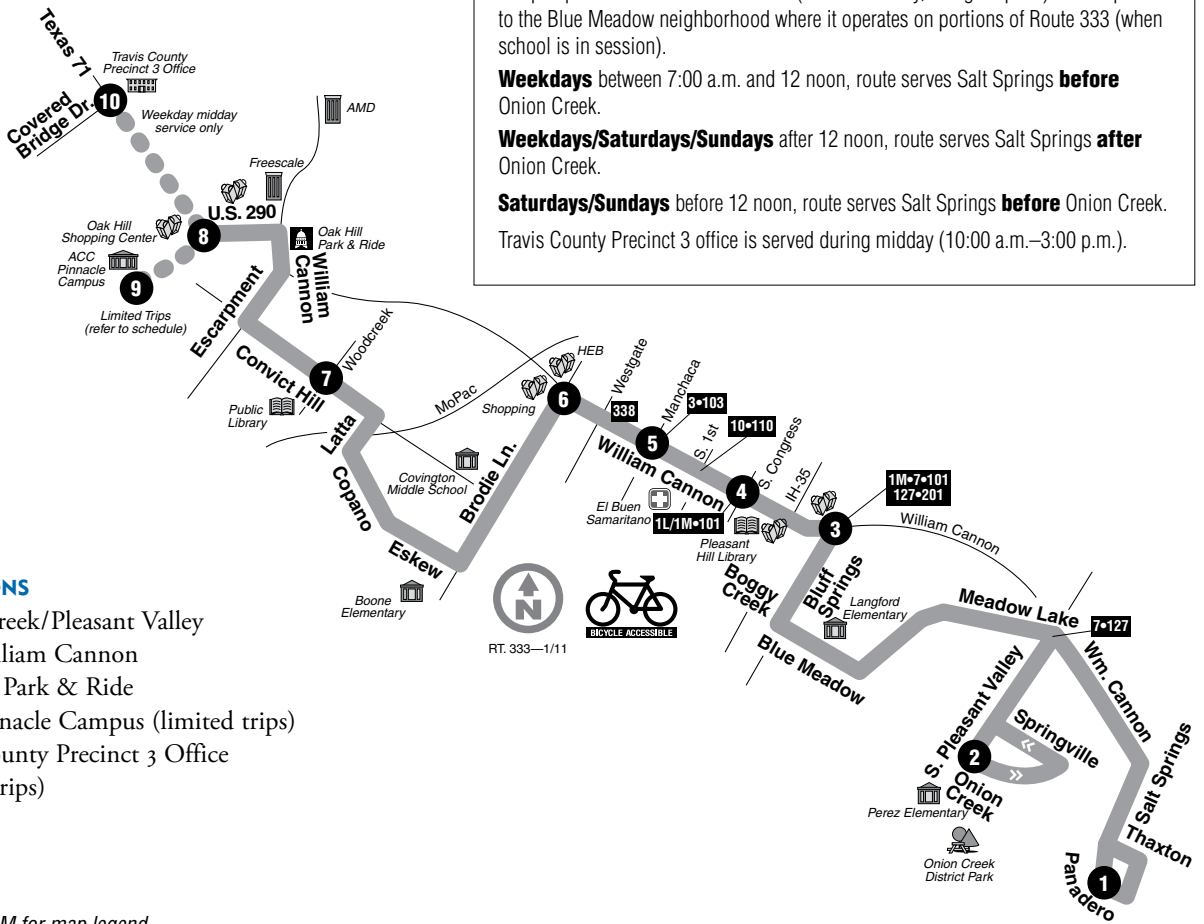 to the Blue Meadow neighborhood where it operates on portions of Route 333 (when
school is in session).
Weekdays between 7:00 a.m. and 12 noon, route serves Salt Springs before
Onion Creek.
Weekdays/Saturdays/Sundays after 12 noon, route serves Salt Springs after
Onion Creek.
Saturdays/Sundays before 12 noon, route serves Salt Springs before Onion Creek.
Travis County Precinct 3 office is served during midday (10:00 a.m.–3:00 p.m.).
Texas 71
Travis County
Precinct 3 Office
10
Covered
Bridge Dr.
Weekday midday
service only
AMD
Freescale
U.S. 290
Oak Hill
Shopping Center
8
Oak Hill
Park & Ride
ACC
Pinnacle
Campus
9
Limited Trips
(refer to schedule)
William
Cannon
Escarpment
Convict Hill
7
Woodcreek
Public
Library
MoPac
Latta
Copano
Covington
Middle School
Eskew
Boone
Elementary
Brodie Ln.
Shopping
HEB
6
Westgate
338
Manchaca
3•103
5
S. 1st
10•110
William Cannon
4
S. Congress
El Buen
Samaritano
1L/1M•101
Pleasant
Hill Library
IH-35
3
1M•7•101
127•201
William Cannon
Boggy
Creek
Bluff
Springs
Langford
Elementary
Blue Meadow
Meadow Lake
7•127
Wm. Cannon
S. Pleasant Valley
Springville
2
Onion
Creek
Perez Elementary
Onion Creek
District Park
Salt Springs
Thaxton
Panadero
1
N
RT. 333—1/11
BICYCLE ACCESSIBLE
ONS
reek/Pleasant Valley
liam Cannon
Park & Ride
nacle Campus (limited trips)
unty Precinct 3 Office
rips)
M for map legend